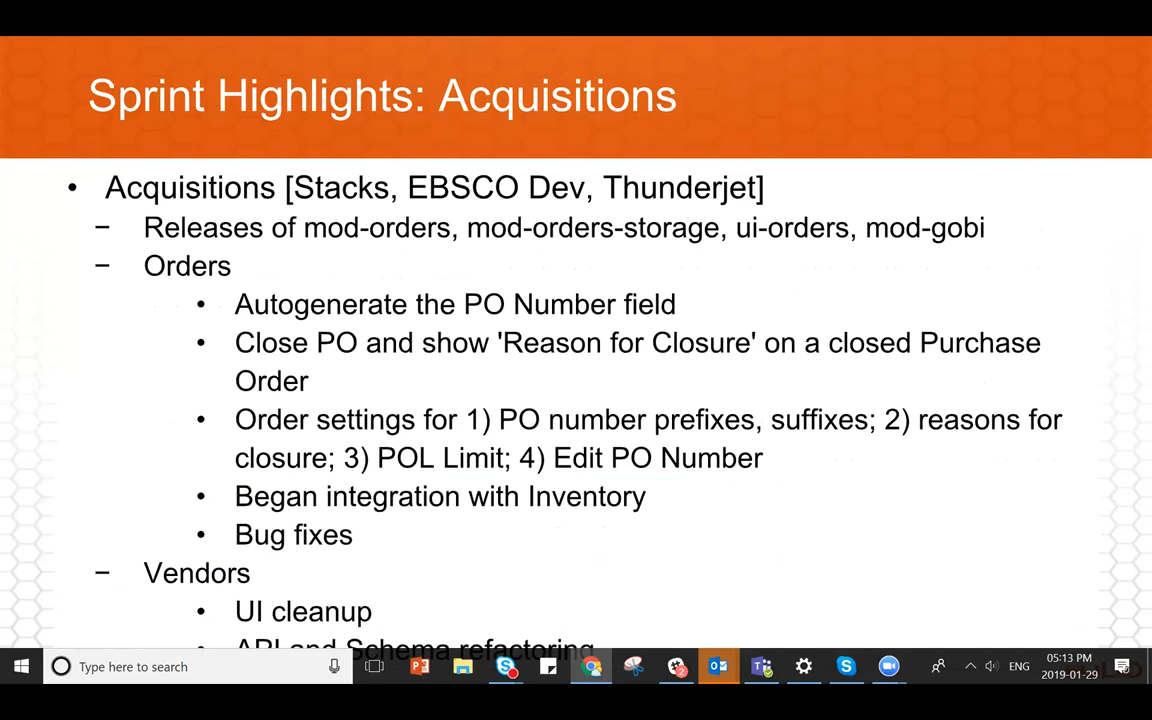 Sprint Highlights: Acquisitions
• Acquisitions [Stacks, EBSCO Dev, Thunderjet]
− Releases of mod-orders, mod-orders-storage, ui-orders, mod-gobi
− Orders
• Autogenerate the PO Number field
• Close PO and show 'Reason for Closure' on a closed Purchase
Order
• Order settings for 1) PO number prefixes, suffixes; 2) reasons for
closure; 3) POL Limit; 4) Edit PO Number
• Began integration with Inventory
• Bug fixes
− Vendors
• UI cleanup
• API and Schema refactoring
Type here to search
ENG
05:13 PM
2019-01-29